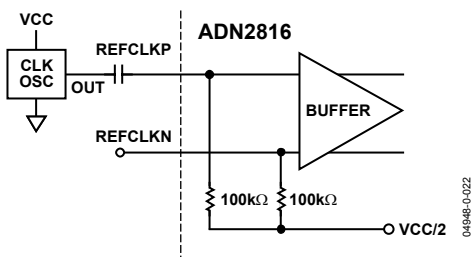 VCC
CLK
OSC
OUT
REFCLKP
ADN2816
BUFFER
REFCLKN
100kΩ
100kΩ
VCC/2
04948-0-022